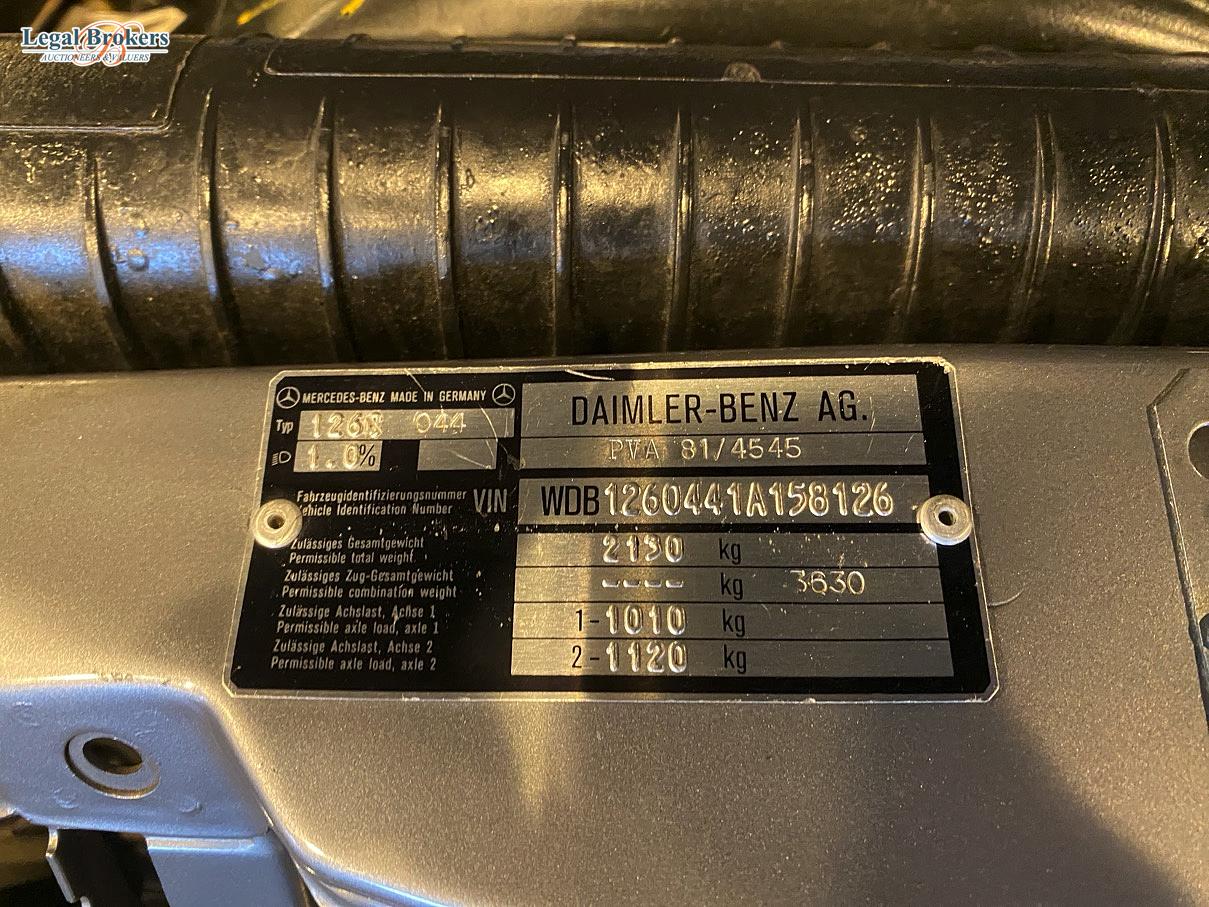 Legal Brokers
AUCTIONEERS & VALUERS
MERCEDES-BENZ MADE IN GERMANY
DAIMLER-BENZ AG.
Typ 044
PVA 81/4545
1.0%
Fahrzeugidentifizierungsnummer
Vehicle Identification Number
VIN
WDB1260441A158126
Zulässiges Gesamtgewicht
Permissible total weight
2130 kg
Zulässiges Zug-Gesamtgewicht
Permissible combination weight
---- kg 3630
Zulässige Achslast, Achse 1
Permissible axle load, axle 1
1-1010 kg
Zulässige Achslast, Achse 2
Permissible axle load, axle 2
2-1120 kg